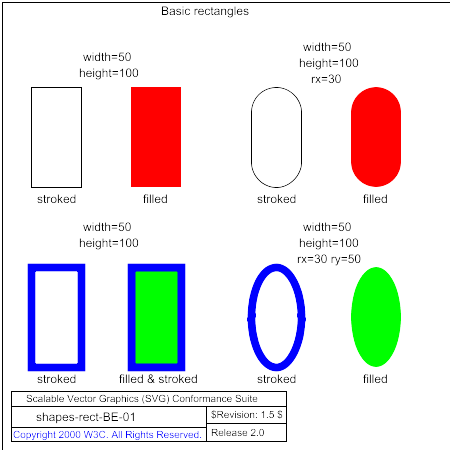 Basic rectangles
width=50
height=100
width=50
height=100
rx=30
stroked
filled
stroked
filled
width=50
height=100
width=50
height=100
rx=30 ry=50
stroked
filled & stroked
stroked
filled
Scalable Vector Graphics (SVG) Conformance Suite
shapes-rect-BE-01
$Revision: 1.5 $
Copyright 2000 W3C. All Rights Reserved.
Release 2.0